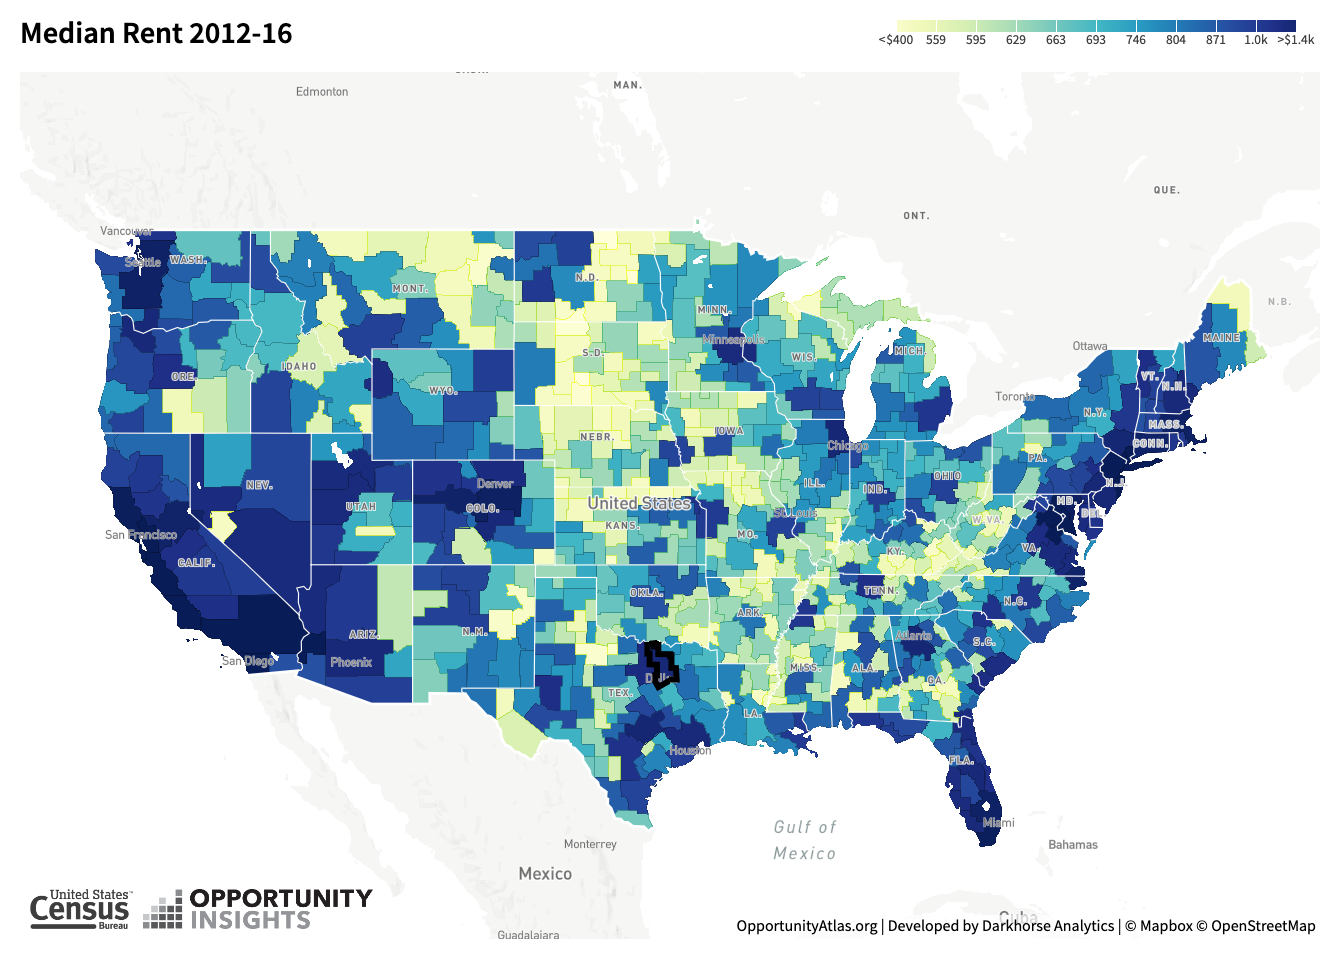 Median Rent 2012-16
<$400 559 595 629 663 693 746 804 871 1.0k >$1.4k
MAN.
Edmonton
QUE.
ONT.
Vancouver
Seattle
WASH.
MONT.
N.D.
MINN.
N.B.
MAINE
Ottawa
Minneapolis
MICH.
WIS.
S.D.
IDAHO
ORE.
WYO.
VT.
N.H.
Toronto
N.Y.
MASS.
CONN.
IOWA
NEBR.
Chicago
PA.
OHIO
N.J.
NEV.
Denver
UTAH
COLO.
United States
ILL.
IND.
MD.
DEL.
St. Louis
W.VA.
KANS.
San Francisco
MO.
VA.
KY.
CALIF.
OKLA.
TENN.
N.C.
ARK.
ARIZ.
N.M.
Atlanta
S.C.
San Diego
Phoenix
MISS.
ALA.
GA.
TEX.
LA.
Houston
FLA.
Miami
Gulf of
Mexico
Monterrey
Bahamas
Mexico
United States™
Census
Bureau
OPPORTUNITY
INSIGHTS
Cuba
OpportunityAtlas.org | Developed by Darkhorse Analytics | © Mapbox © OpenStreetMap
Guadalajara